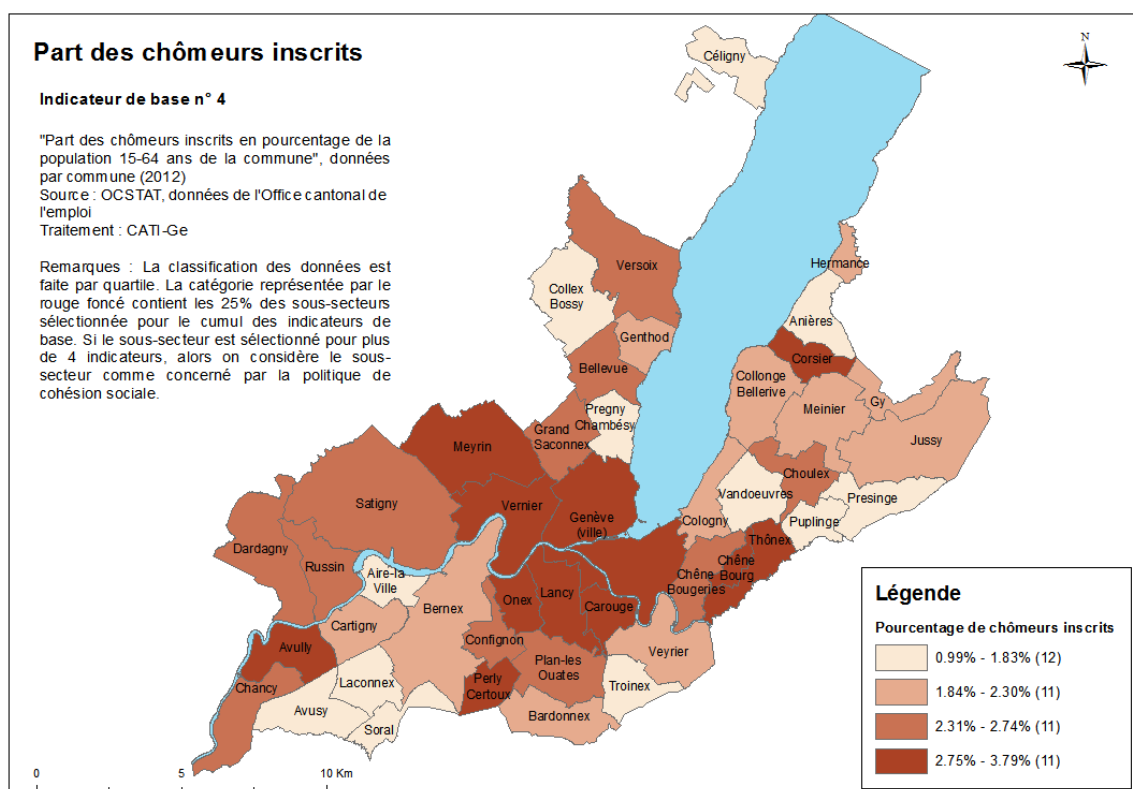 Part des chômeurs inscrits
Indicateur de base n° 4
"Part des chômeurs inscrits en pourcentage de la
population 15-64 ans de la commune", données
par commune (2012)
Source : OCSTAT, données de l'Office cantonal de
l'emploi
Traitement : CATI-Ge
Remarques : La classification des données est
faite par quartile. La catégorie représentée par le
rouge foncé contient les 25% des sous-secteurs
sélectionnée pour le cumul des indicateurs de
base. Si le sous-secteur est sélectionné pour plus
de 4 indicateurs, alors on considère le sous-
secteur comme concerné par la politique de
cohésion sociale.
N
Céligny
Versoix
Hermance
Collex
Bossy
Anières
Genthod
Corsier
Bellevue
Collonge
Bellerive
Gy
Meinier
Pregny
Chambésy
Grand
Saconnex
Jussy
Meyrin
Choulex
Vandoeuvres
Presinge
Satigny
Vernier
Genève
(ville)
Cologny
Puplinge
Thônex
Dardagny
Russin
Aire-la
Ville
Chêne
Bourg
Chêne
Bougeries
Bernex
Onex
Lancy
Carouge
Cartigny
Avully
Confignon
Veyrier
Plan-les
Ouates
Chancy
Laconnex
Perly
Certoux
Troinex
Avusy
Soral
Bardonnex
0
5
10 Km
Légende
Pourcentage de chômeurs inscrits
0.99% - 1.83% (12)
1.84% - 2.30% (11)
2.31% - 2.74% (11)
2.75% - 3.79% (11)